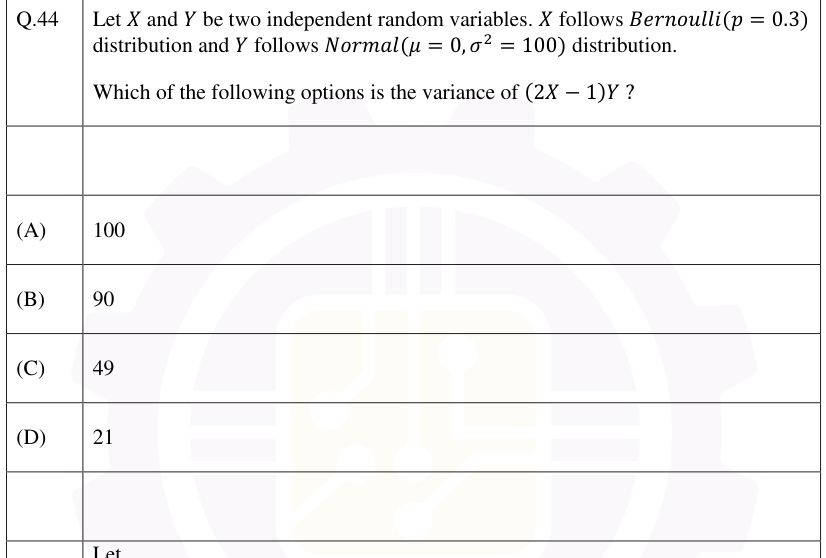 Q.44 Let X and Y be two independent random variables. X follows Bernoulli(p = 0.3)
distribution and Y follows Normal(μ = 0, σ² = 100) distribution.
Which of the following options is the variance of (2X − 1)Y ?
(A) 100
(B) 90
(C) 49
(D) 21
Let